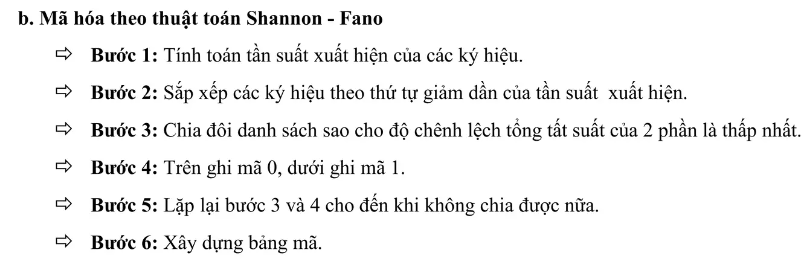 b. Mã hóa theo thuật toán Shannon - Fano
⇨ Bước 1: Tính toán tần suất xuất hiện của các ký hiệu.
⇨ Bước 2: Sắp xếp các ký hiệu theo thứ tự giảm dần của tần suất xuất hiện.
⇨ Bước 3: Chia đôi danh sách sao cho độ chênh lệch tổng tất suất của 2 phần là thấp nhất.
⇨ Bước 4: Trên ghi mã 0, dưới ghi mã 1.
⇨ Bước 5: Lặp lại bước 3 và 4 cho đến khi không chia được nữa.
⇨ Bước 6: Xây dựng bảng mã.